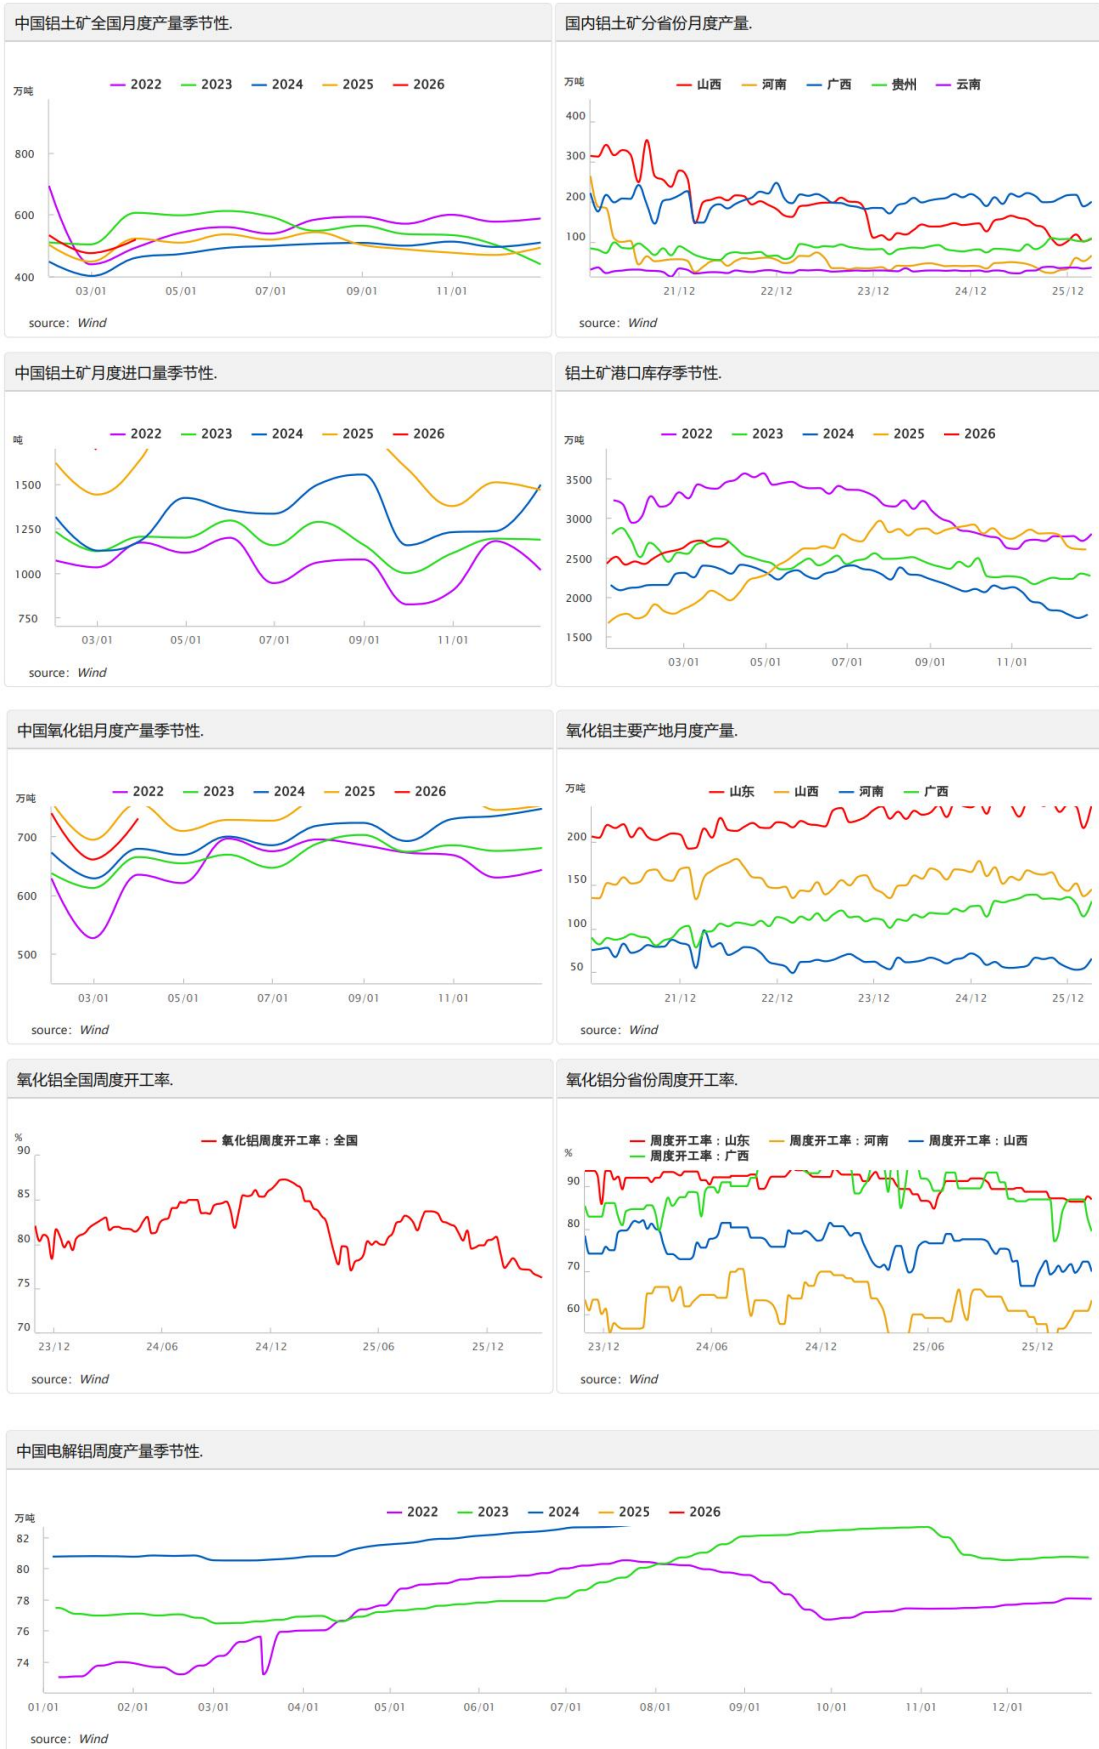 中国铝土矿全国月度产量季节性.
万吨
2022 2023 2024 2025 2026
800
600
400
03/01 05/01 07/01 09/01 11/01
source: Wind
国内铝土矿分省份月度产量.
万吨
山西 河南 广西 贵州 云南
400
300
200
100
21/12 22/12 23/12 24/12 25/12
source: Wind
中国铝土矿月度进口量季节性.
吨
2022 2023 2024 2025 2026
1500
1250
1000
750
03/01 05/01 07/01 09/01 11/01
source: Wind
铝土矿港口库存季节性.
万吨
2022 2023 2024 2025 2026
3500
3000
2500
2000
1500
03/01 05/01 07/01 09/01 11/01
source: Wind
中国氧化铝月度产量季节性.
万吨
2022 2023 2024 2025 2026
700
600
500
03/01 05/01 07/01 09/01 11/01
source: Wind
氧化铝主要产地月度产量.
万吨
山东 山西 河南 广西
200
150
100
50
21/12 22/12 23/12 24/12 25/12
source: Wind
氧化铝全国周度开工率.
%
氧化铝周度开工率：全国
90
85
80
75
70
23/12 24/06 24/12 25/06 25/12
source: Wind
氧化铝分省份周度开工率.
%
周度开工率：山东 周度开工率：河南 周度开工率：山西
周度开工率：广西
90
80
70
60
23/12 24/06 24/12 25/06 25/12
source: Wind
中国电解铝周度产量季节性.
万吨
2022 2023 2024 2025 2026
82
80
78
76
74
01/01 02/01 03/01 04/01 05/01 06/01 07/01 08/01 09/01 10/01 11/01 12/01
source: Wind